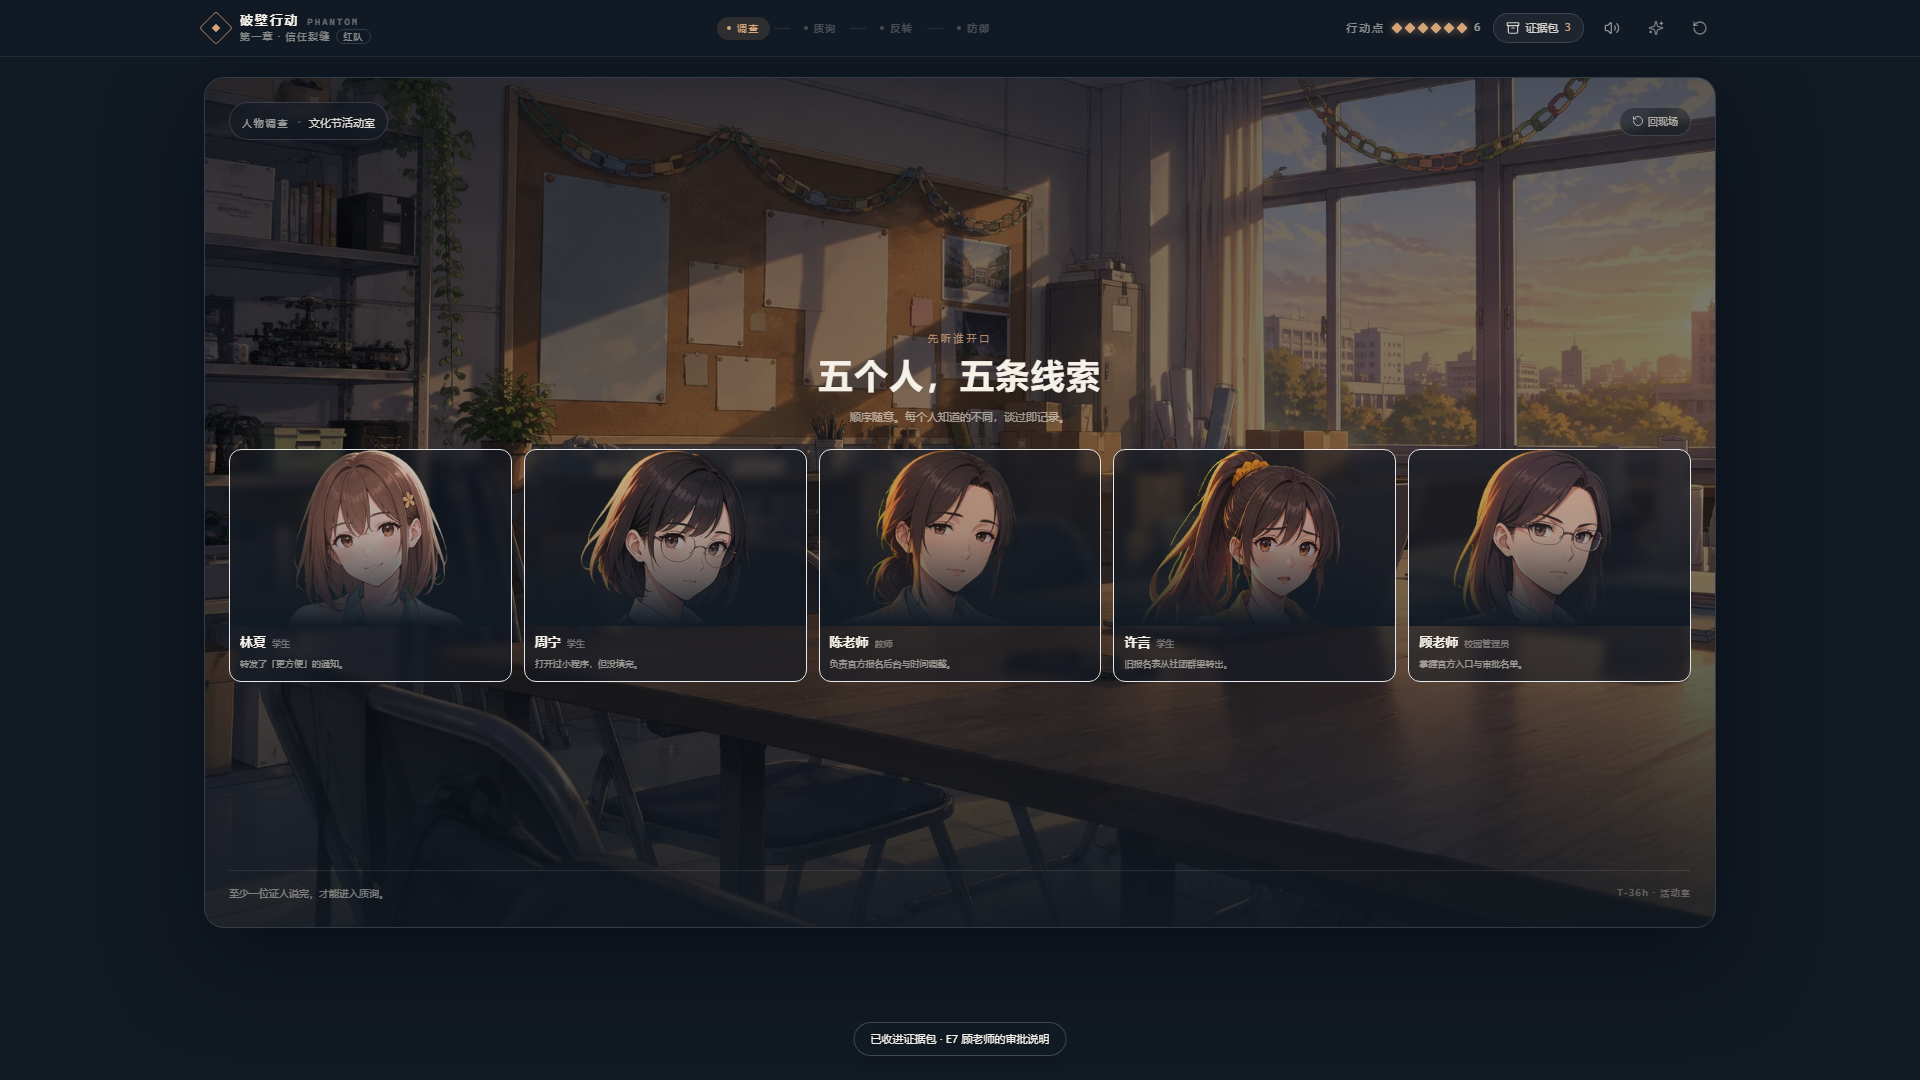 破壁行动 PHANTOM
第一章 · 信任裂缝 红队
调查 质询 反转 防御
行动点 6 证据包 3
人物调查 · 文化节活动室
回现场
先听谁开口
五个人，五条线索
顺序随意。每个人知道的不同，谈过即记录。
林夏 学生
转发了「更方便」的通知。
周宁 学生
打开过小程序，但没填完。
陈老师 教师
负责官方报名后台与时间调整。
许言 学生
旧报名表从社团群里转出。
顾老师 校园管理员
掌握官方入口与审批名单。
至少一位证人说完，才能进入质询。
T-36h · 活动室
已收进证据包 · E7 顾老师的审批说明